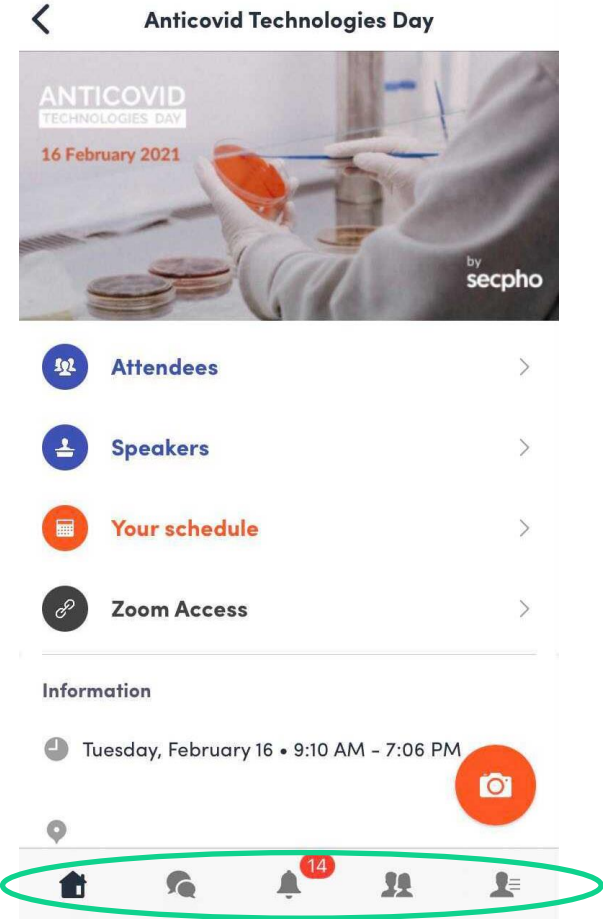 Anticovid Technologies Day
ANTICOVID
TECHNOLOGIES DAY
16 February 2021
by
secpho
Attendees
Speakers
Your schedule
Zoom Access
Information
Tuesday, February 16 • 9:10 AM - 7:06 PM
14